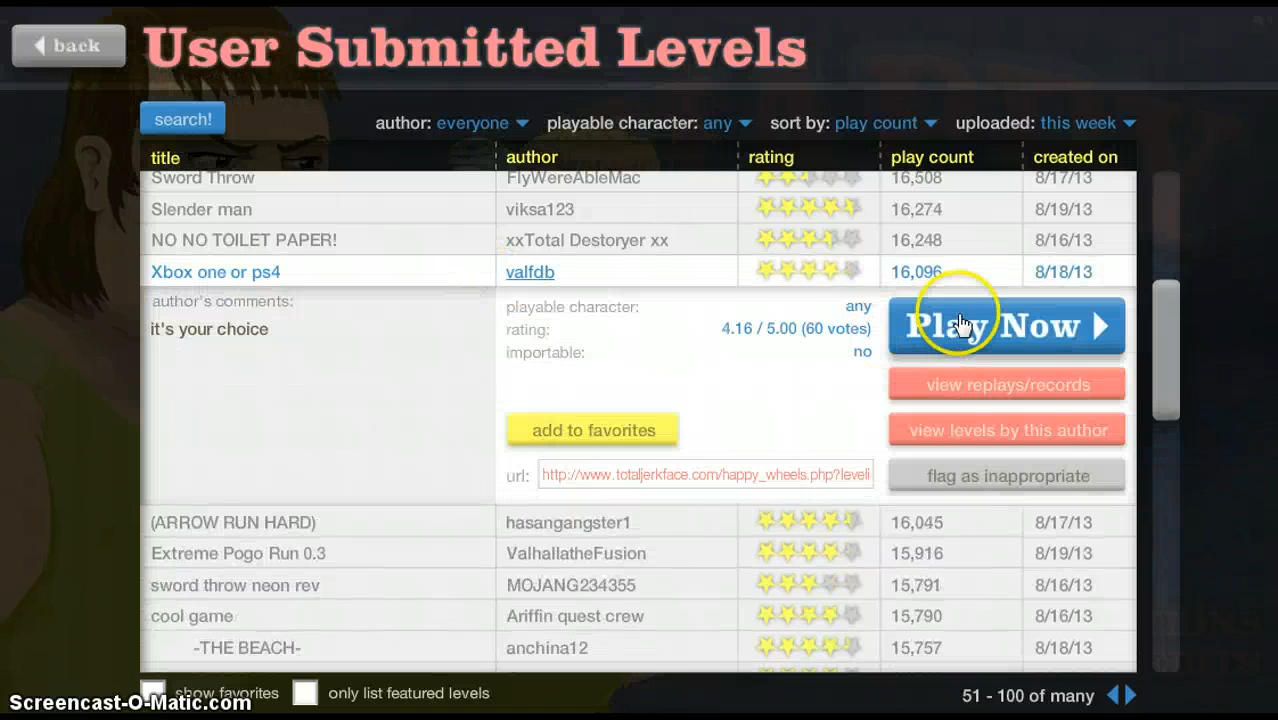 back
User Submitted Levels
search!
author: everyone
playable character: any
sort by: play count
uploaded: this week
title author rating play count created on
Sword Throw FlyWereAbleMac 16,508 8/17/13
Slender man viksa123 16,274 8/19/13
NO NO TOILET PAPER! xxTotal Destoryer xx 16,248 8/16/13
Xbox one or ps4 valfdb 16,096 8/18/13
author's comments:
it's your choice
playable character: any
rating: 4.16 / 5.00 (60 votes)
importable: no
add to favorites
url: http://www.totaljerkface.com/happy_wheels.php?leveli
Play Now
view replays/records
view levels by this author
flag as inappropriate
(ARROW RUN HARD) hasangangster1 16,045 8/17/13
Extreme Pogo Run 0.3 ValhallatheFusion 15,916 8/19/13
sword throw neon rev MOJANG234355 15,791 8/16/13
cool game Ariffin quest crew 15,790 8/16/13
-THE BEACH- anchina12 15,757 8/18/13
show favorites
only list featured levels
51 - 100 of many
Screencast-O-Matic.com